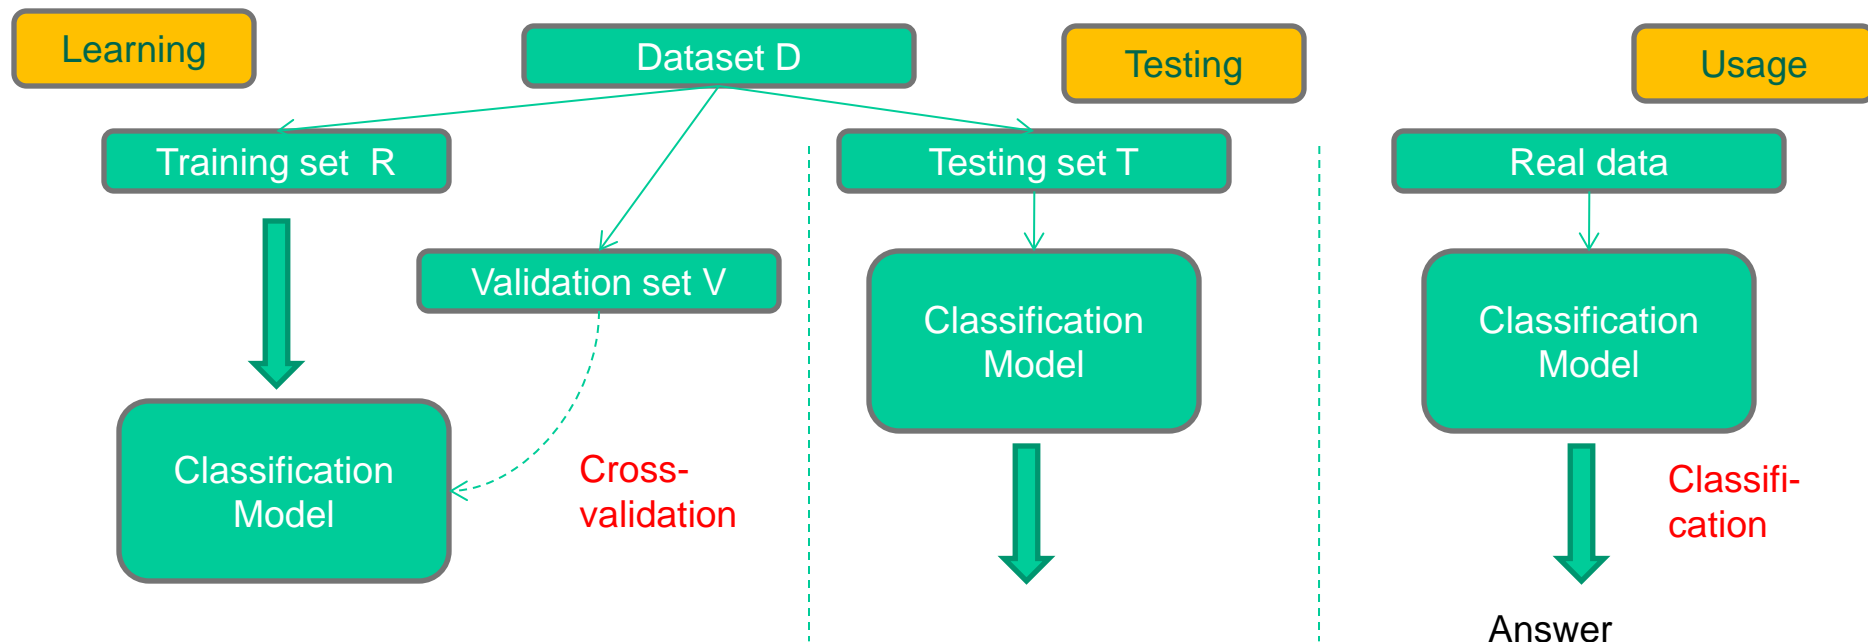 Learning
Dataset D
Testing
Usage
Training set R
Testing set T
Real data
Validation set V
Classification
Model
Classification
Model
Classification
Model
Cross-
validation
Classifi-
cation
Answer